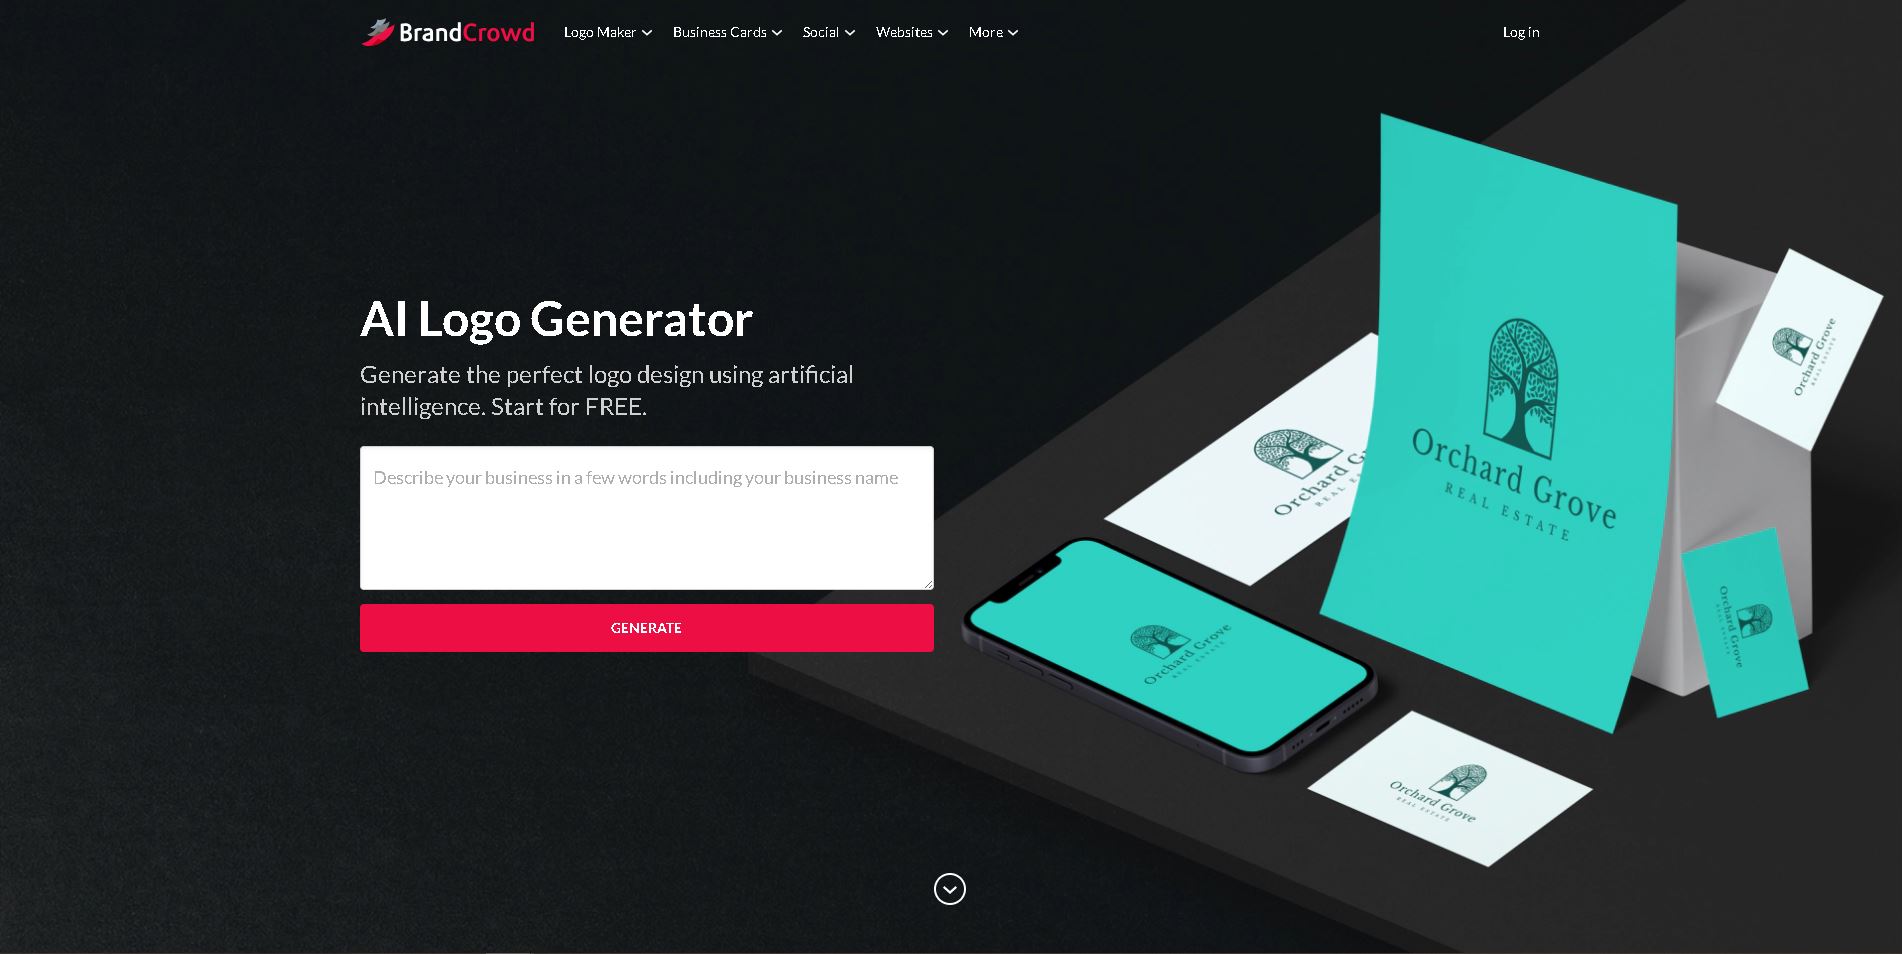 BrandCrowd
Logo Maker
Business Cards
Social
Websites
More
Log in
AI Logo Generator
Generate the perfect logo design using artificial
intelligence. Start for FREE.
Describe your business in a few words including your business name
GENERATE
Orchard Grove
REAL ESTATE
Orchard Gr
REAL ESTATE
Orchard Grove
REAL ESTATE
Orchard Grove
REAL ESTATE
Orchard Grove
REAL ESTATE
Orchard Grove
REAL ESTATE